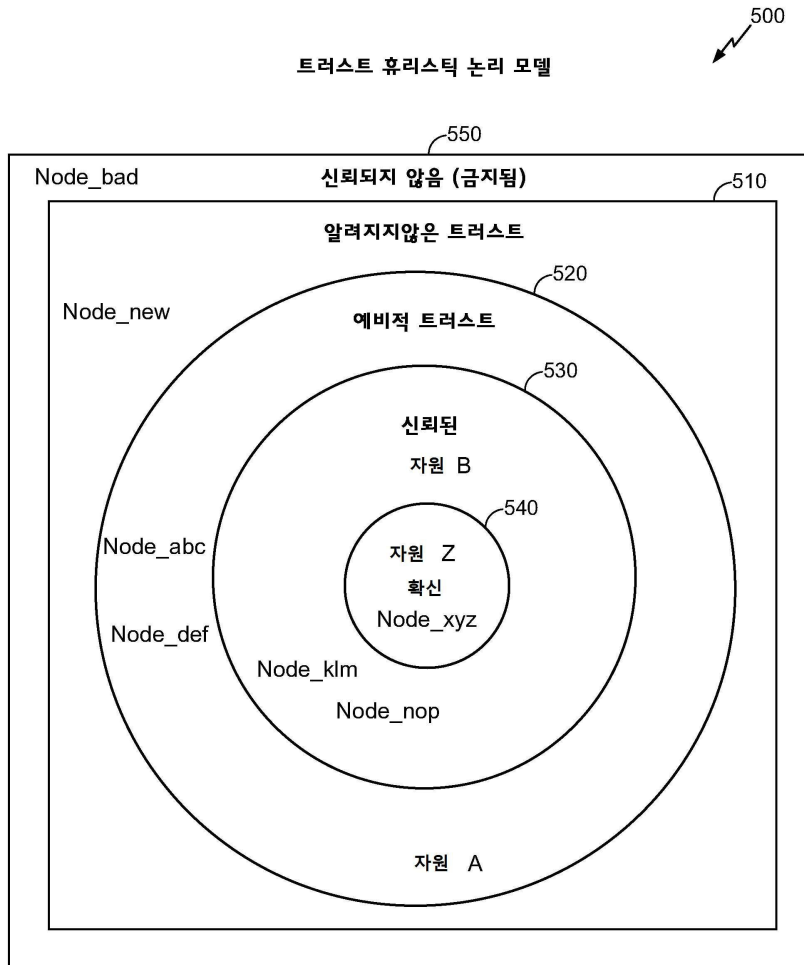 500
트러스트 휴리스틱 논리 모델
550
Node_bad
신뢰되지 않음 (금지됨)
510
알려지지않은 트러스트
520
Node_new
예비적 트러스트
530
신뢰된
자원 B
540
Node_abc
자원 Z
확신
Node_xyz
Node_def
Node_klm
Node_nop
자원 A